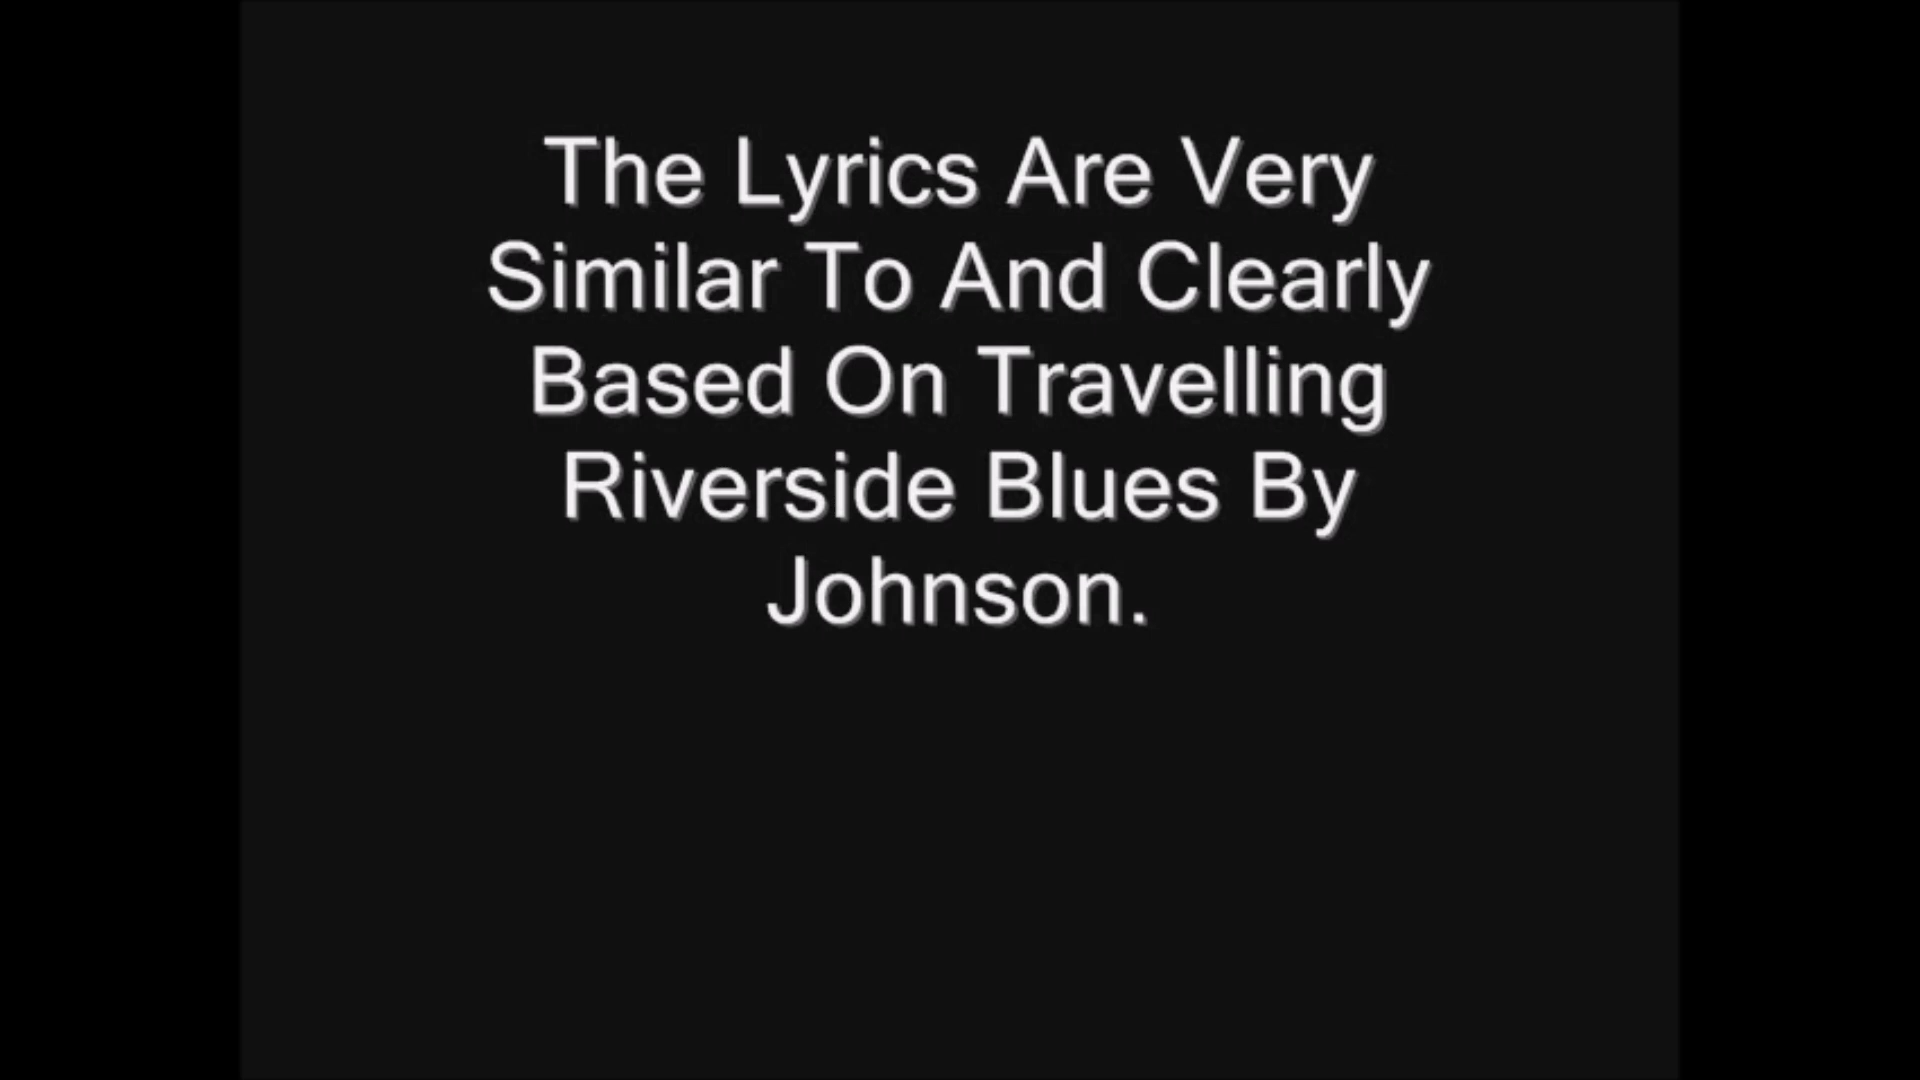 The Lyrics Are Very
Similar To And Clearly
Based On Travelling
Riverside Blues By
Johnson.